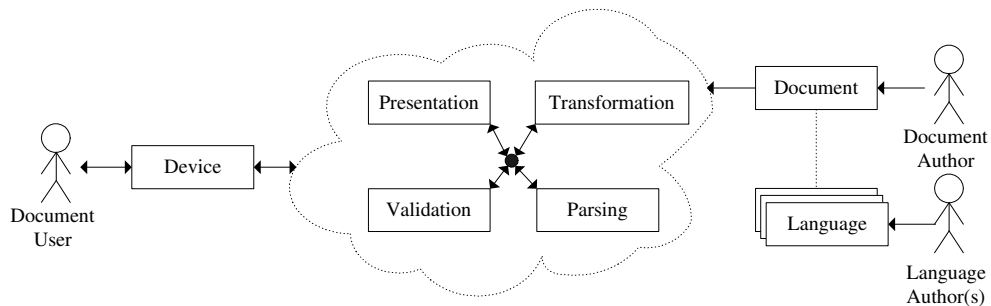 Presentation
Transformation
Document
Device
Document
Author
Document
User
Validation
Parsing
Language
Language
Author(s)